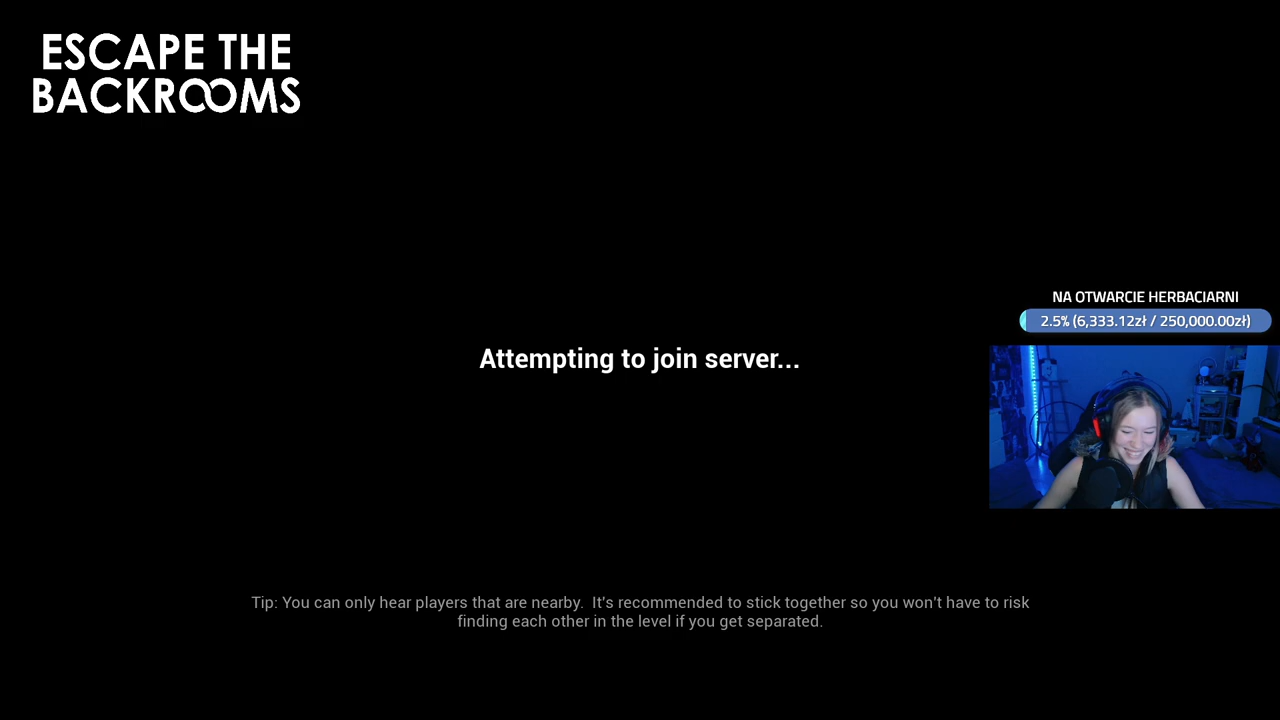 ESCAPE THE
BACKROOMS
NA OTWARCIE HERBACIARNI
2.5% (6,333.12zł / 250,000.00zł)
Attempting to join server...
Tip: You can only hear players that are nearby.  It's recommended to stick together so you won't have to risk
finding each other in the level if you get separated.